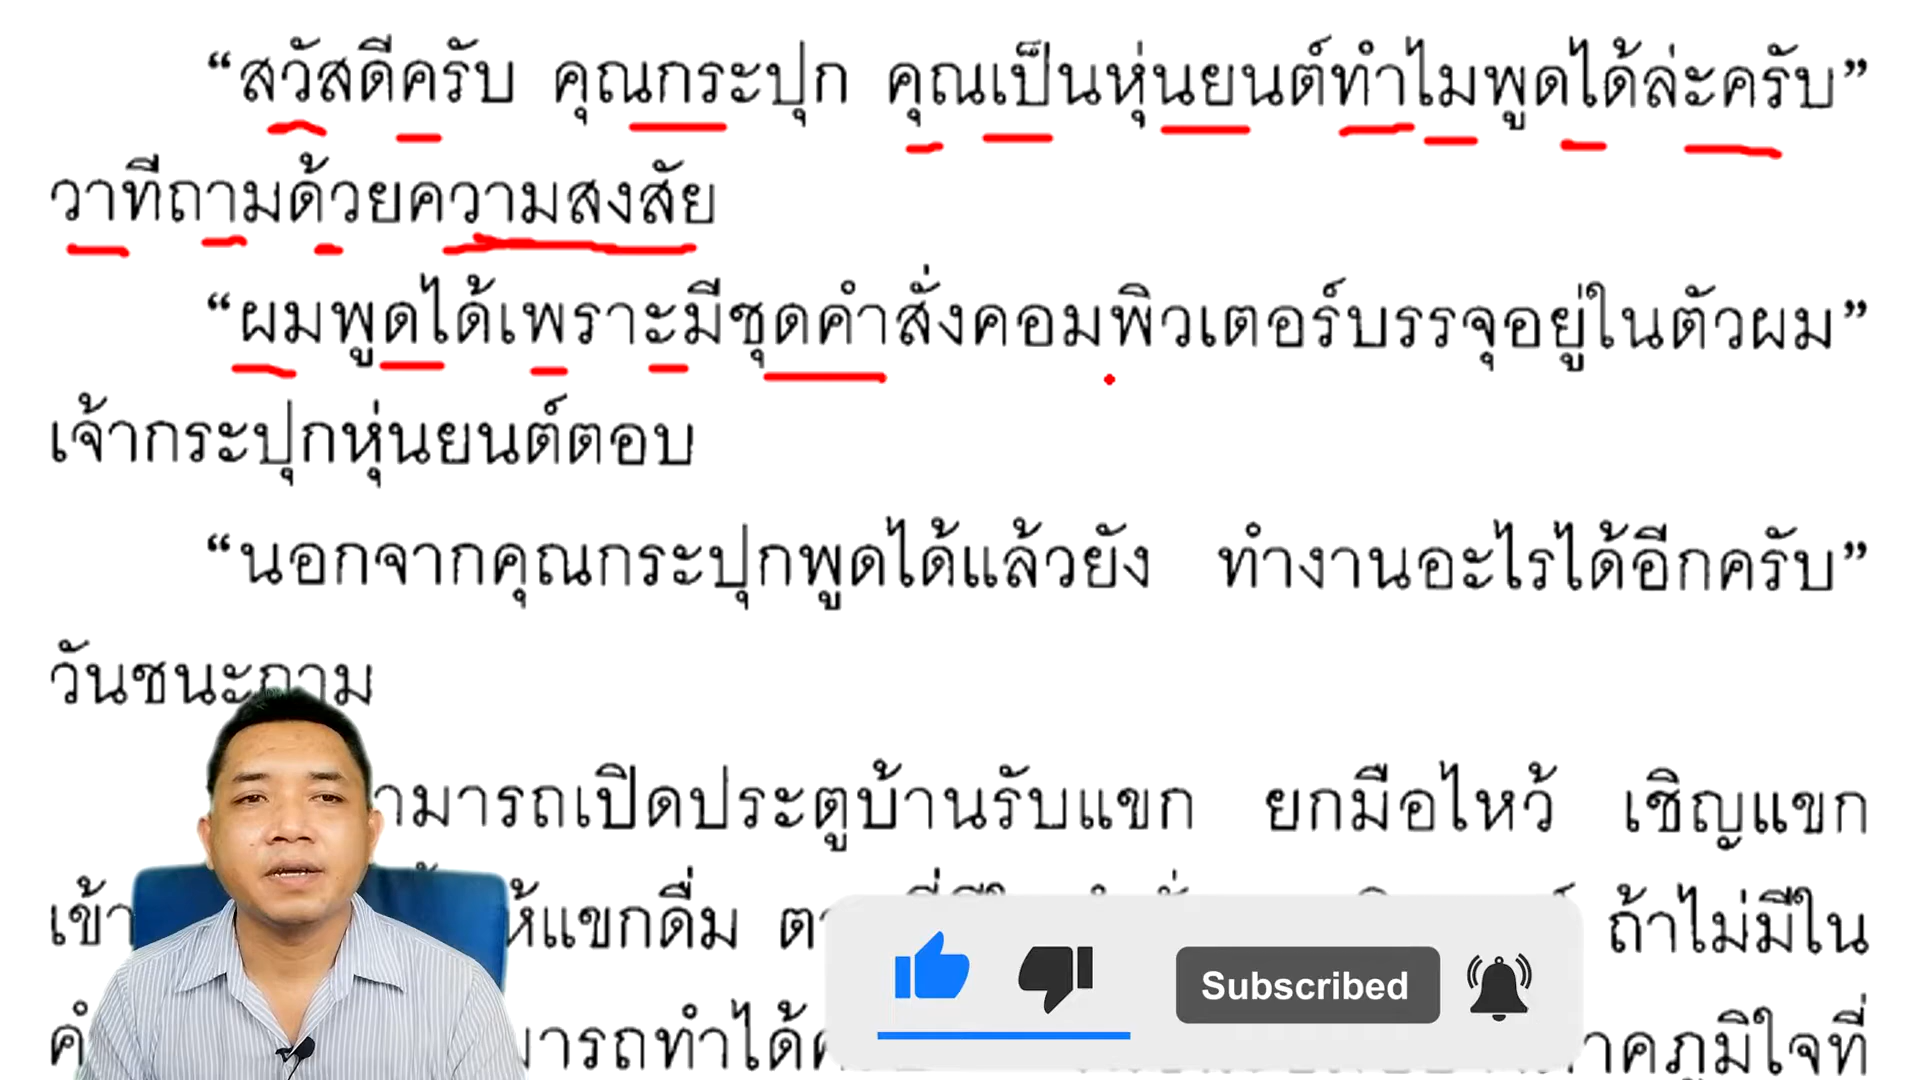 “สวัสดีครับ คุณกระปุก คุณเป็นหุ่นยนต์ทำไมพูดได้ล่ะครับ”
วาทีถามด้วยความสงสัย
“ผมพูดได้เพราะมีชุดคำสั่งคอมพิวเตอร์บรรจุอยู่ในตัวผม”
เจ้ากระปุกหุ่นยนต์ตอบ
“นอกจากคุณกระปุกพูดได้แล้วยัง ทำงานอะไรได้อีกครับ”
วันชนะถาม
ามารถเปิดประตูบ้านรับแขก ยกมือไหว้ เชิญแขก
เข้า ห้แขกดื่ม ถ้าไม่มีใน
มารถทำได้ าคภูมิใจที่
Subscribed